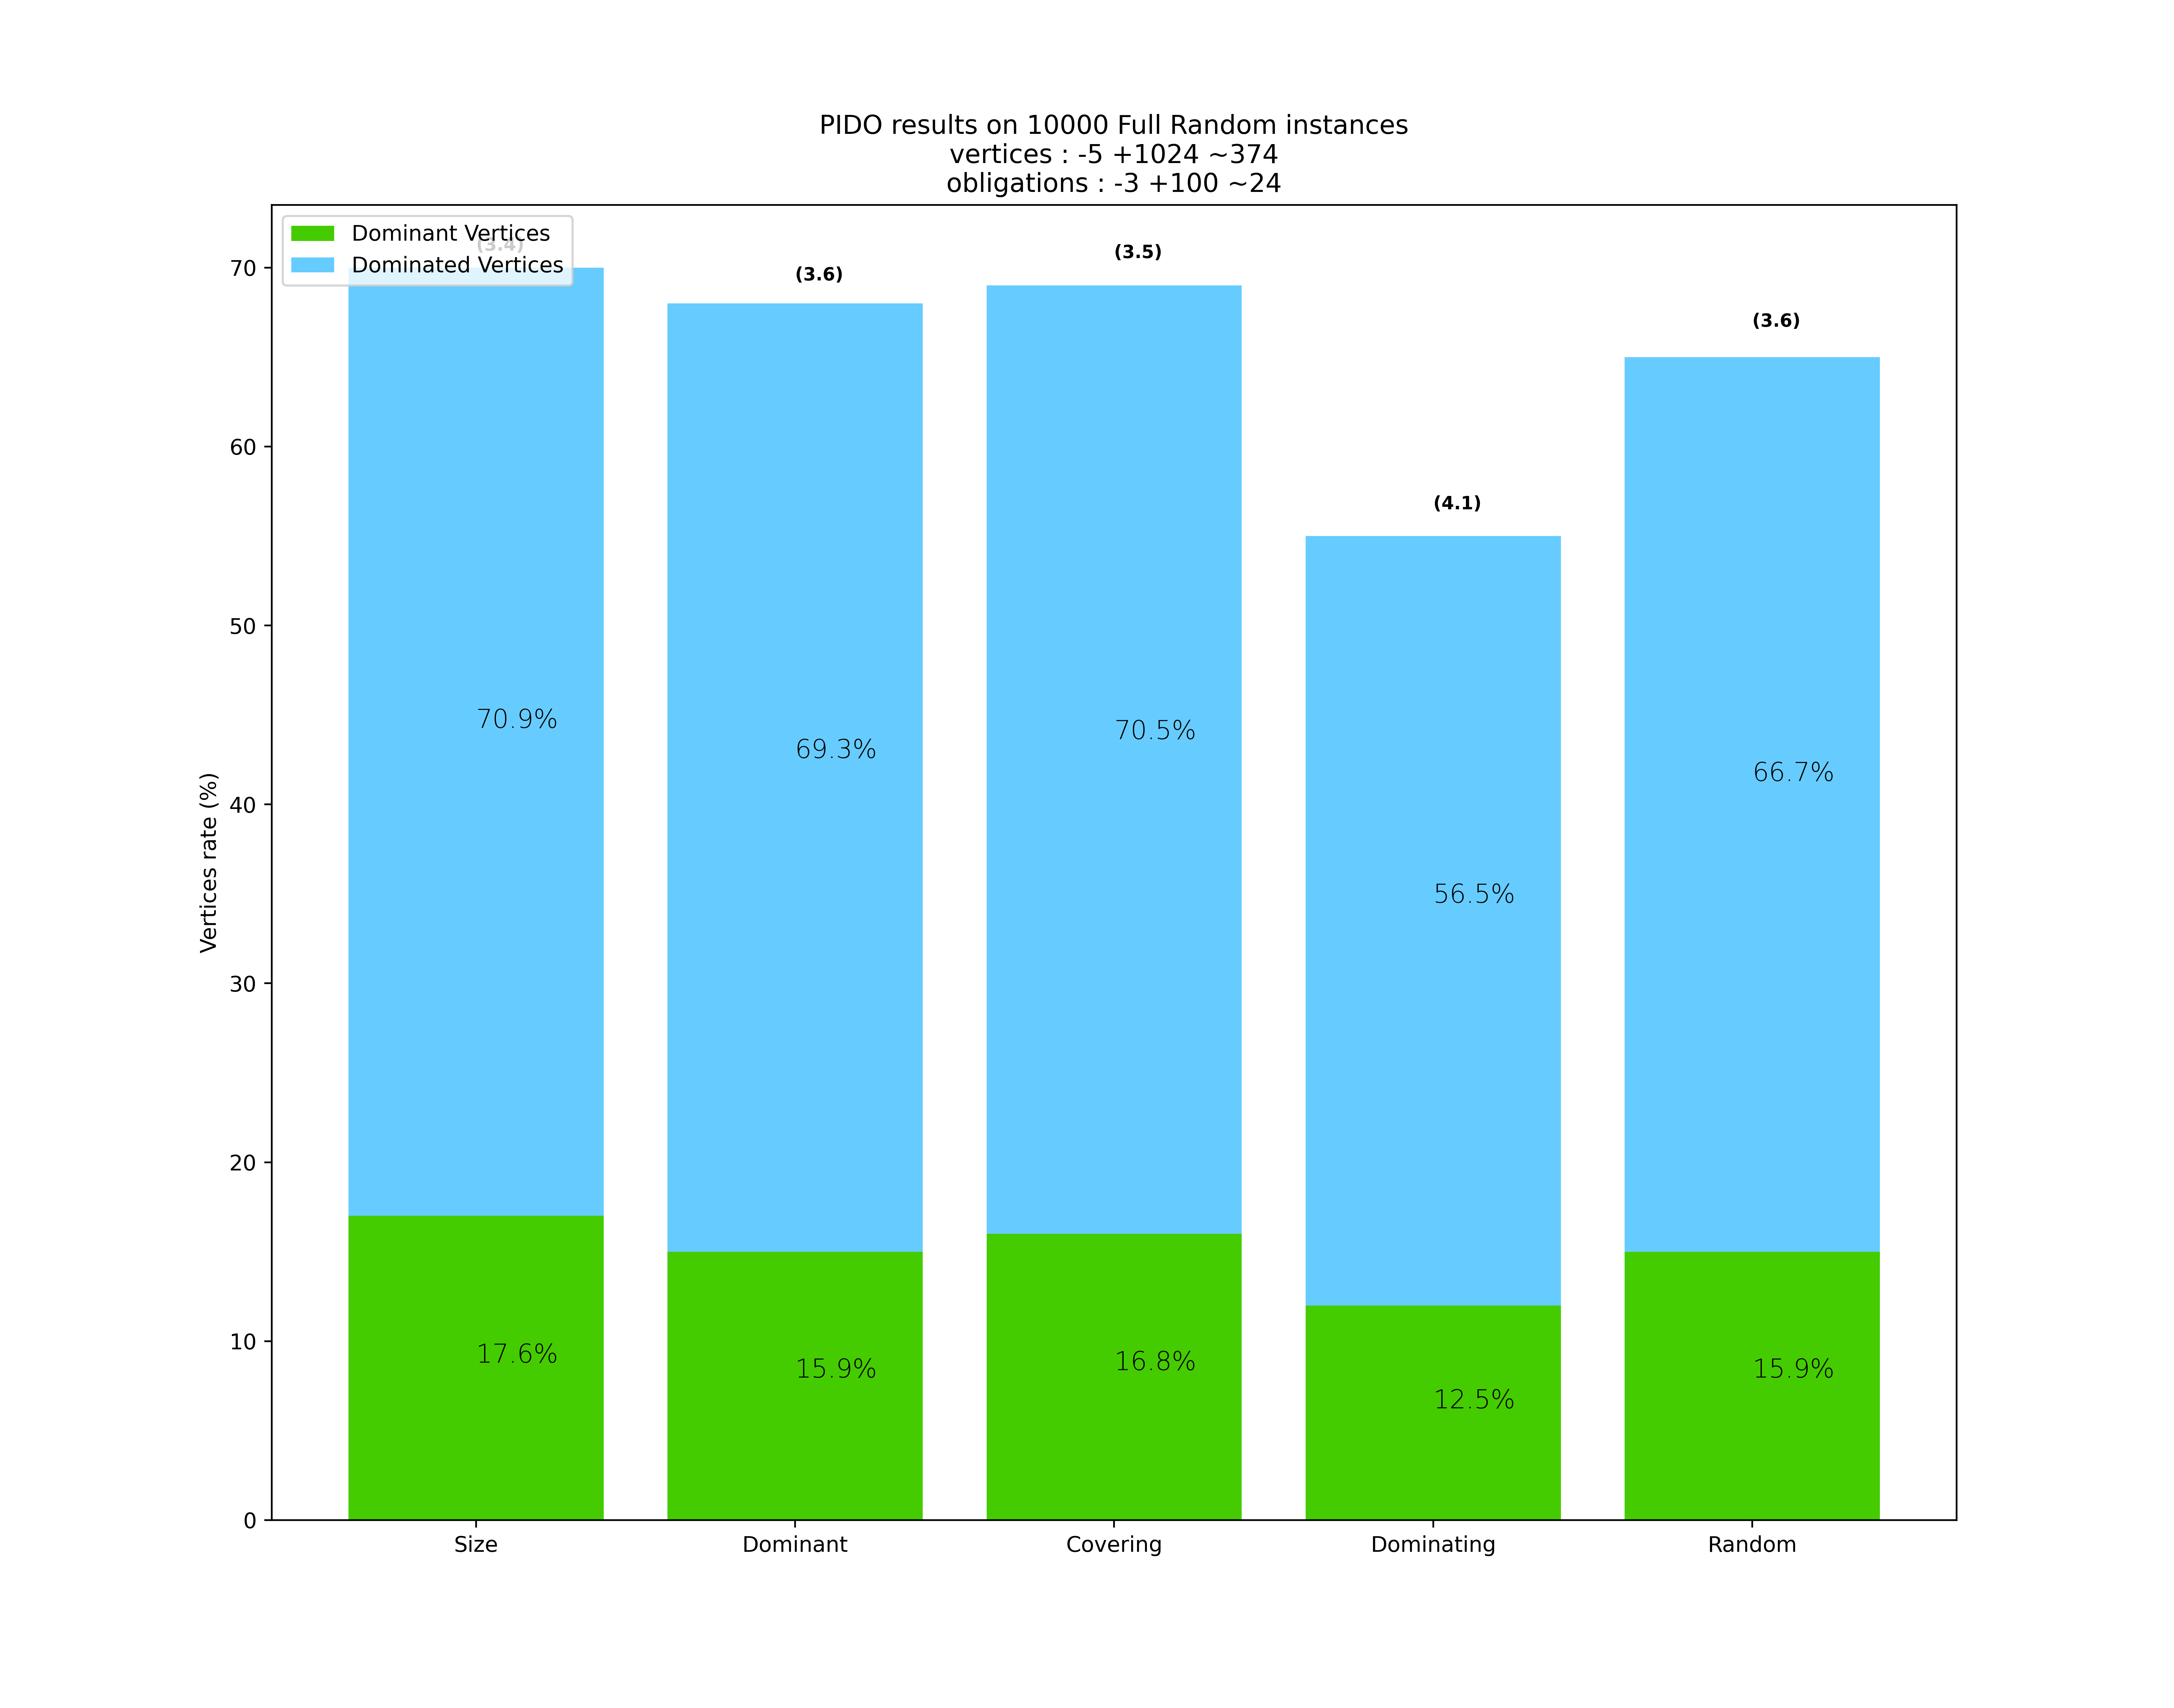 PIDO results on 10000 Full Random instances
vertices : -5 +1024 ~374
obligations : -3 +100 ~24
Dominant Vertices
Dominated Vertices
(3.4)
(3.6)
(3.5)
(4.1)
(3.6)
70
60
50
40
30
20
10
0
Vertices rate (%)
70.9%
69.3%
70.5%
56.5%
66.7%
17.6%
15.9%
16.8%
12.5%
15.9%
Size
Dominant
Covering
Dominating
Random